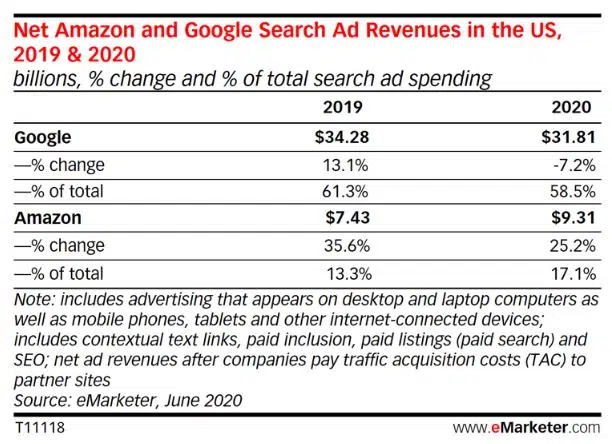 Net Amazon and Google Search Ad Revenues in the US,
2019 & 2020
billions, % change and % of total search ad spending
2019 2020
Google $34.28 $31.81
—% change 13.1% -7.2%
—% of total 61.3% 58.5%
Amazon $7.43 $9.31
—% change 35.6% 25.2%
—% of total 13.3% 17.1%
Note: includes advertising that appears on desktop and laptop computers as
well as mobile phones, tablets and other internet-connected devices;
includes contextual text links, paid inclusion, paid listings (paid search) and
SEO; net ad revenues after companies pay traffic acquisition costs (TAC) to
partner sites
Source: eMarketer, June 2020
T11118 www.eMarketer.com